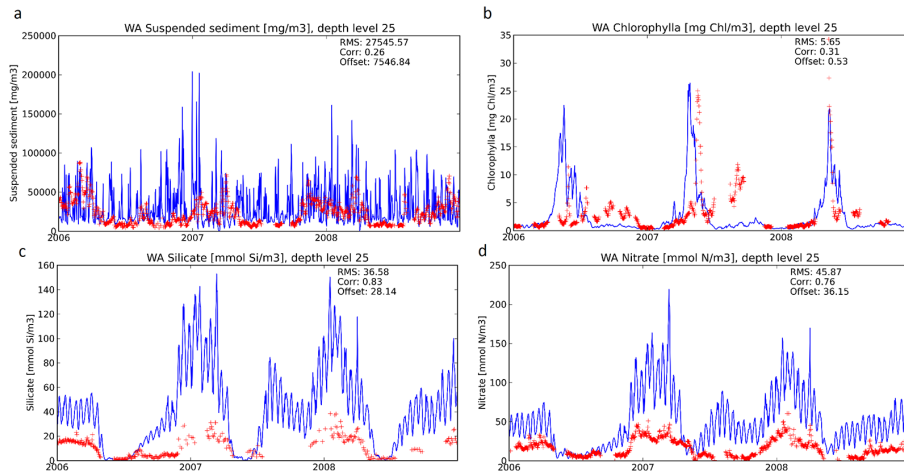 a
WA Suspended sediment [mg/m3], depth level 25
RMS: 27545.57
Corr: 0.26
Offset: 7546.84
Suspended sediment [mg/m3]
250000
200000
150000
100000
50000
0
2006
2007
2008
b
WA Chlorophylla [mg Chl/m3], depth level 25
RMS: 5.65
Corr: 0.31
Offset: 0.53
Chlorophylla [mg Chl/m3]
35
30
25
20
15
10
5
0
2006
2007
2008
c
WA Silicate [mmol Si/m3], depth level 25
RMS: 36.58
Corr: 0.83
Offset: 28.14
Silicate [mmol Si/m3]
160
140
120
100
80
60
40
20
0
2006
2007
2008
d
WA Nitrate [mmol N/m3], depth level 25
RMS: 45.87
Corr: 0.76
Offset: 36.15
Nitrate [mmol N/m3]
250
200
150
100
50
0
2006
2007
2008